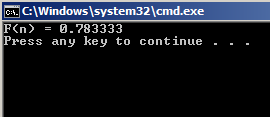 C:\Windows\system32\cmd.exe
F(n) = 0.783333
Press any key to continue . . .